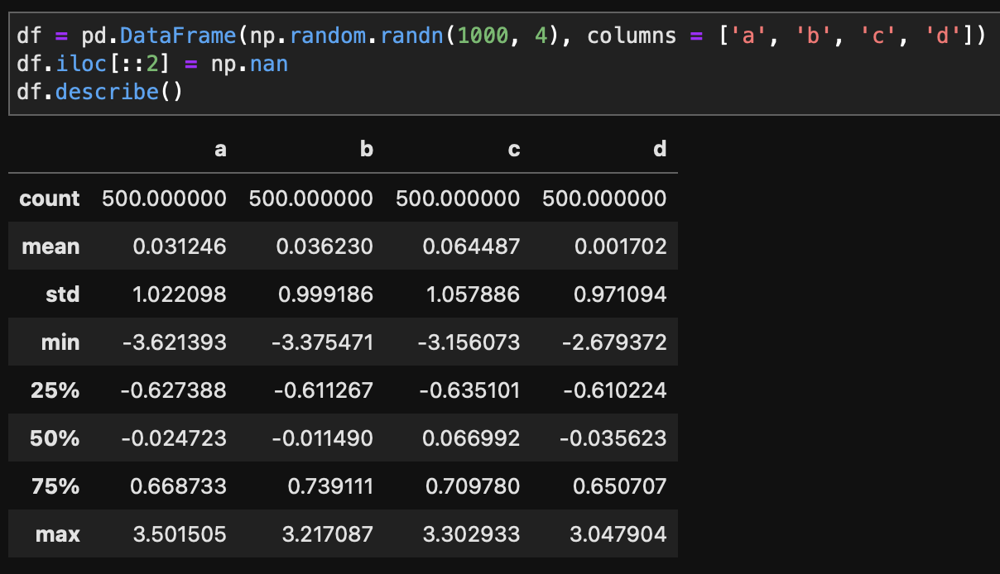 df = pd.DataFrame(np.random.randn(1000, 4), columns = ['a', 'b', 'c', 'd'])
df.iloc[::2] = np.nan
df.describe()
a b c d
count 500.000000 500.000000 500.000000 500.000000
mean 0.031246 0.036230 0.064487 0.001702
std 1.022098 0.999186 1.057886 0.971094
min -3.621393 -3.375471 -3.156073 -2.679372
25% -0.627388 -0.611267 -0.635101 -0.610224
50% -0.024723 -0.011490 0.066992 -0.035623
75% 0.668733 0.739111 0.709780 0.650707
max 3.501505 3.217087 3.302933 3.047904